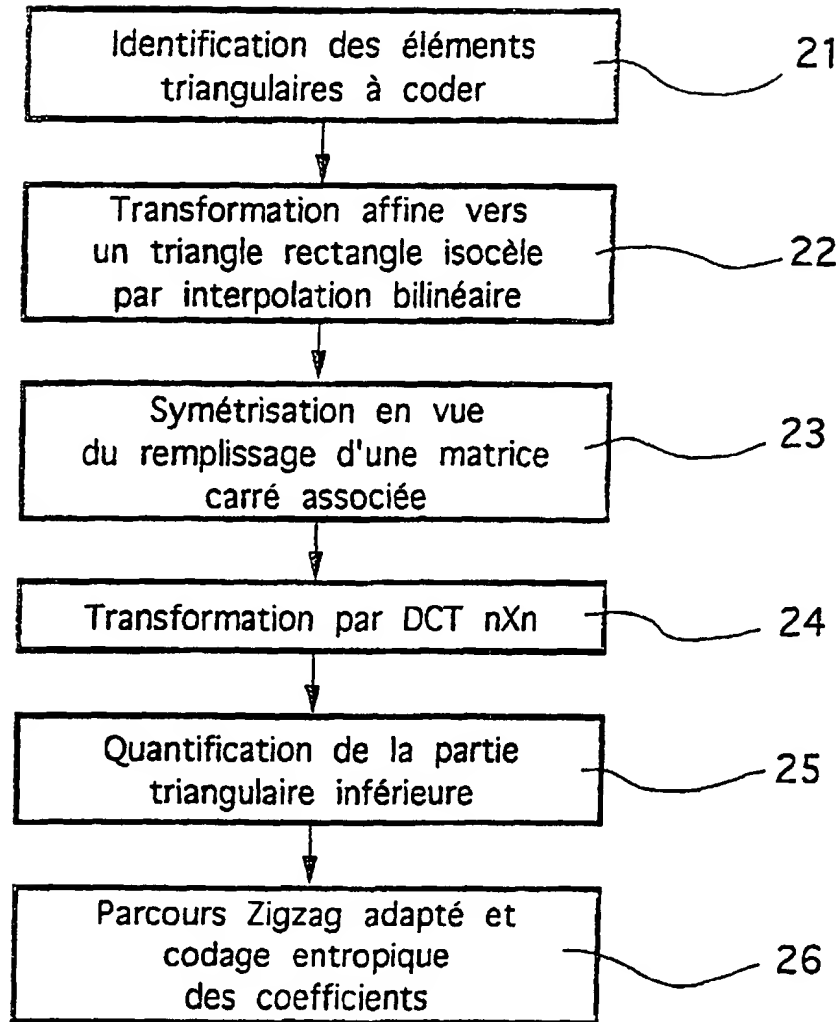 Identification des éléments
triangulaires à coder
21
Transformation affine vers
un triangle rectangle isocèle
par interpolation bilinéaire
22
Symétrisation en vue
du remplissage d'une matrice
carré associée
23
Transformation par DCT nXn
24
Quantification de la partie
triangulaire inférieure
25
Parcours Zigzag adapté et
codage entropique
des coefficients
26